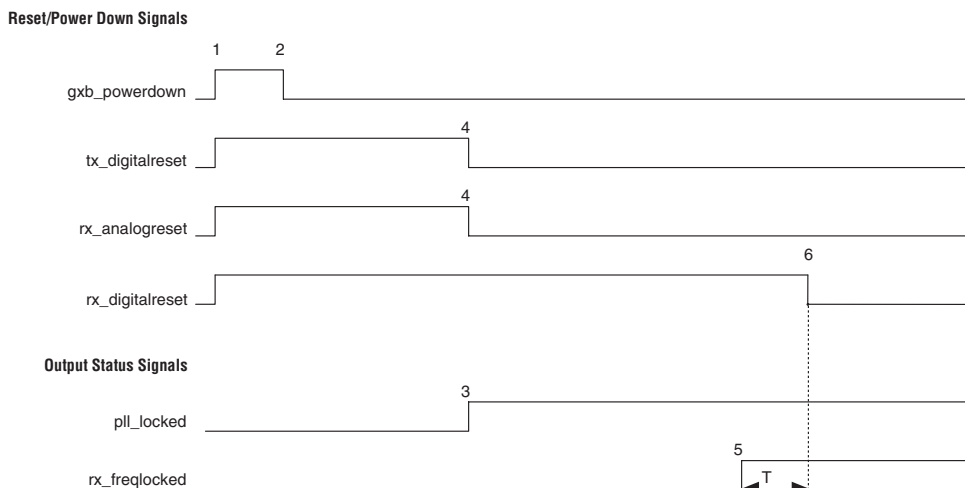 Reset/Power Down Signals
1 2
gxb_powerdown
4
tx_digitalreset
4
rx_analogreset
6
rx_digitalreset
Output Status Signals
3
pll_locked
5
rx_freqlocked T